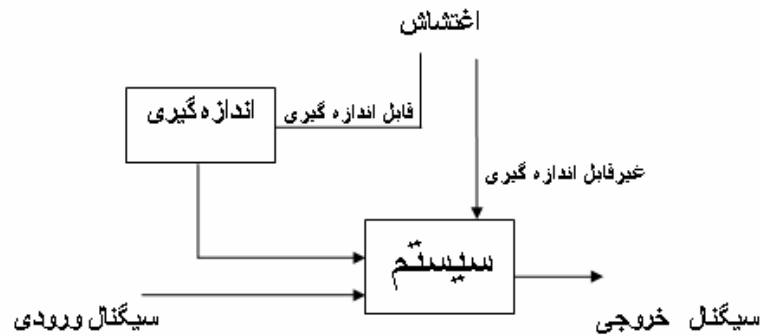 اغتشاش
اندازه گیری
قابل اندازه گیری
غیرقابل اندازه گیری
سیستم
سیگنال خروجی
سیگنال ورودی